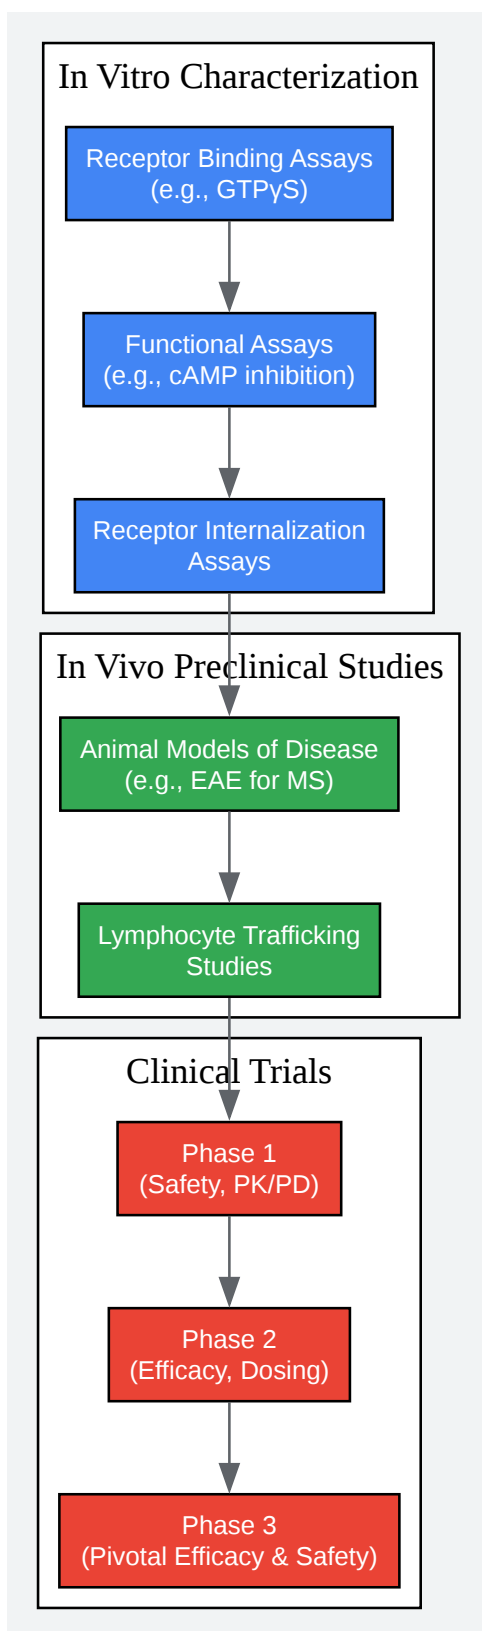 In Vitro Characterization
Receptor Binding Assays
(e.g., GTPγS)
Functional Assays
(e.g., cAMP inhibition)
Receptor Internalization
Assays
In Vivo Preclinical Studies
Animal Models of Disease
(e.g., EAE for MS)
Lymphocyte Trafficking
Studies
Clinical Trials
Phase 1
(Safety, PK/PD)
Phase 2
(Efficacy, Dosing)
Phase 3
(Pivotal Efficacy & Safety)